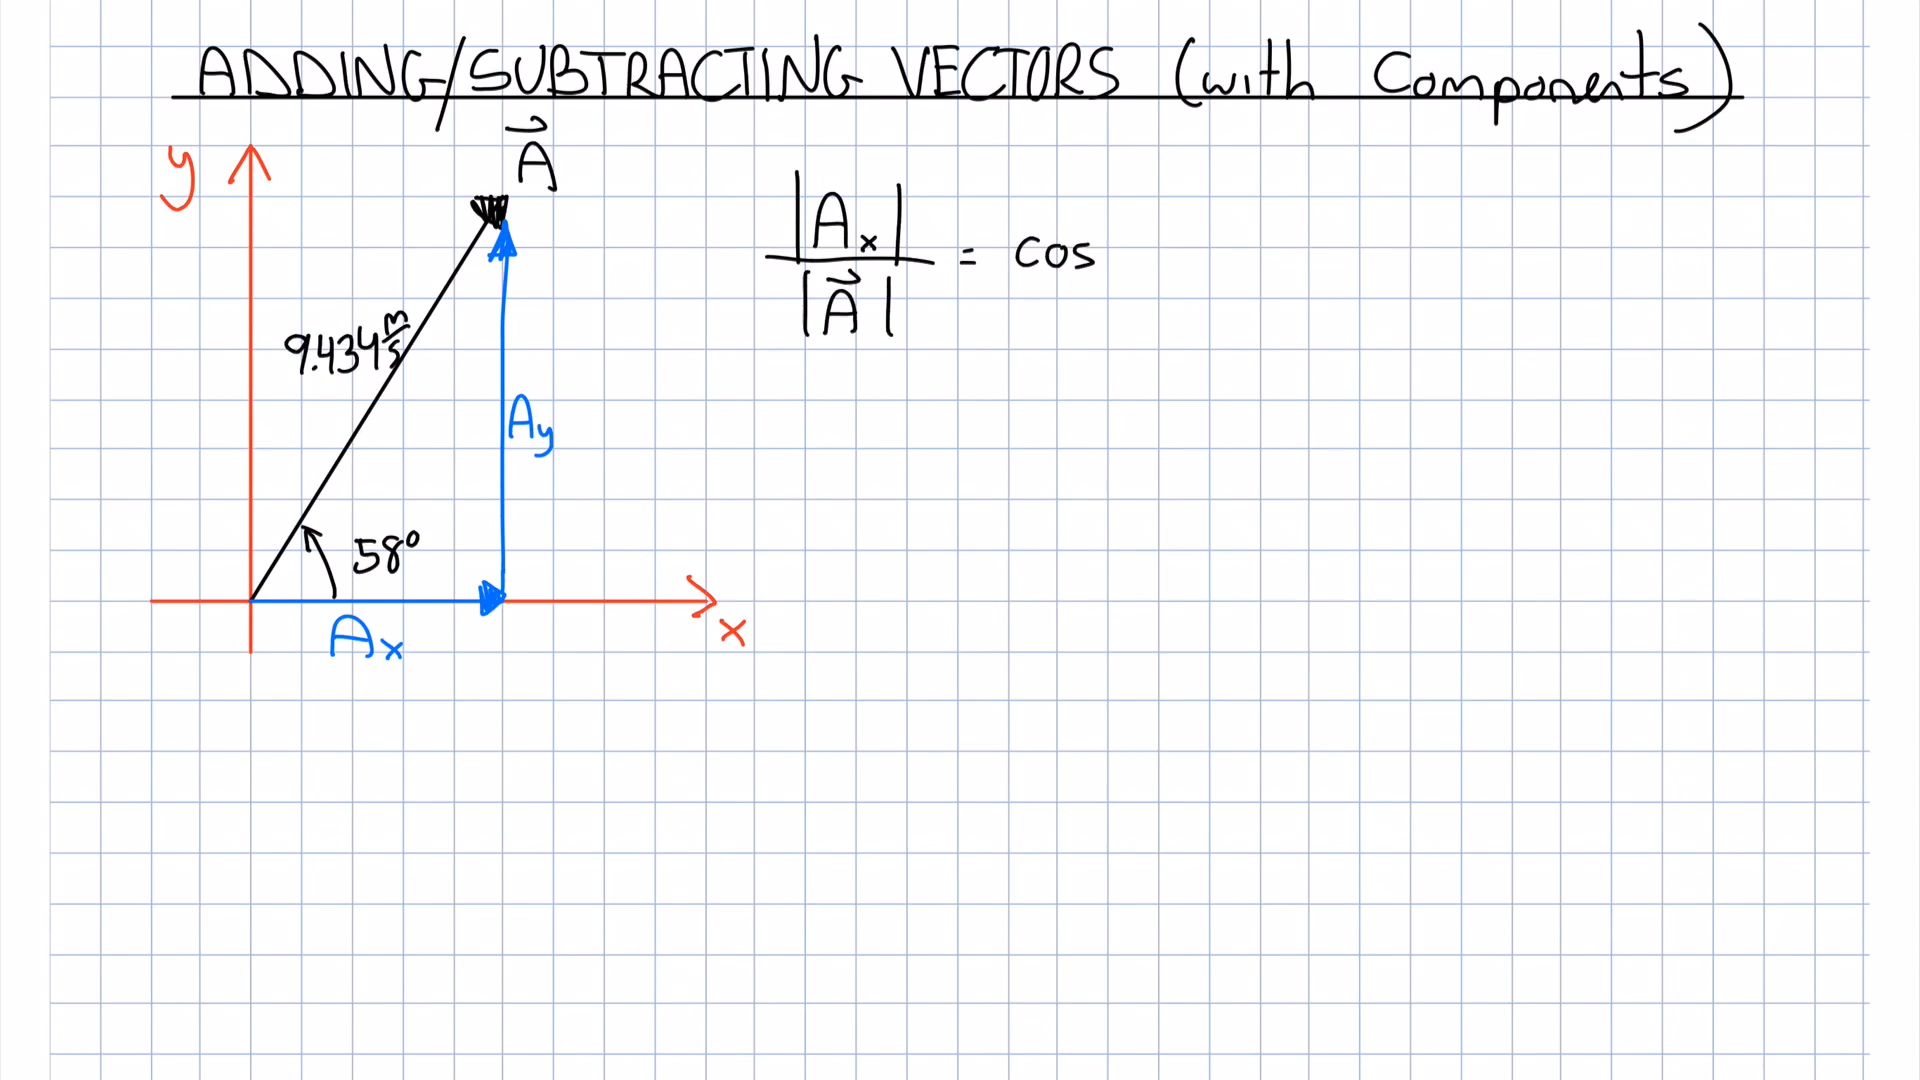 ADDING/SUBTRACTING VECTORS (with Components)
y
A⃗
|Aₓ| / |A⃗| = cos
9.434 m/s
Ay
58°
x
Ax